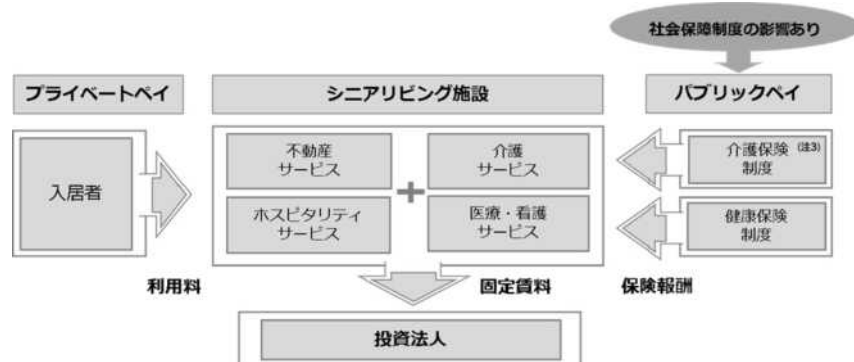 社会保障制度の影響あり
プライベートペイ
シニアリビング施設
パブリックペイ
入居者
不動産
サービス
介護
サービス
ホスピタリティ
サービス
医療・看護
サービス
介護保険(注3)
制度
健康保険
制度
利用料
固定賃料
保険報酬
投資法人